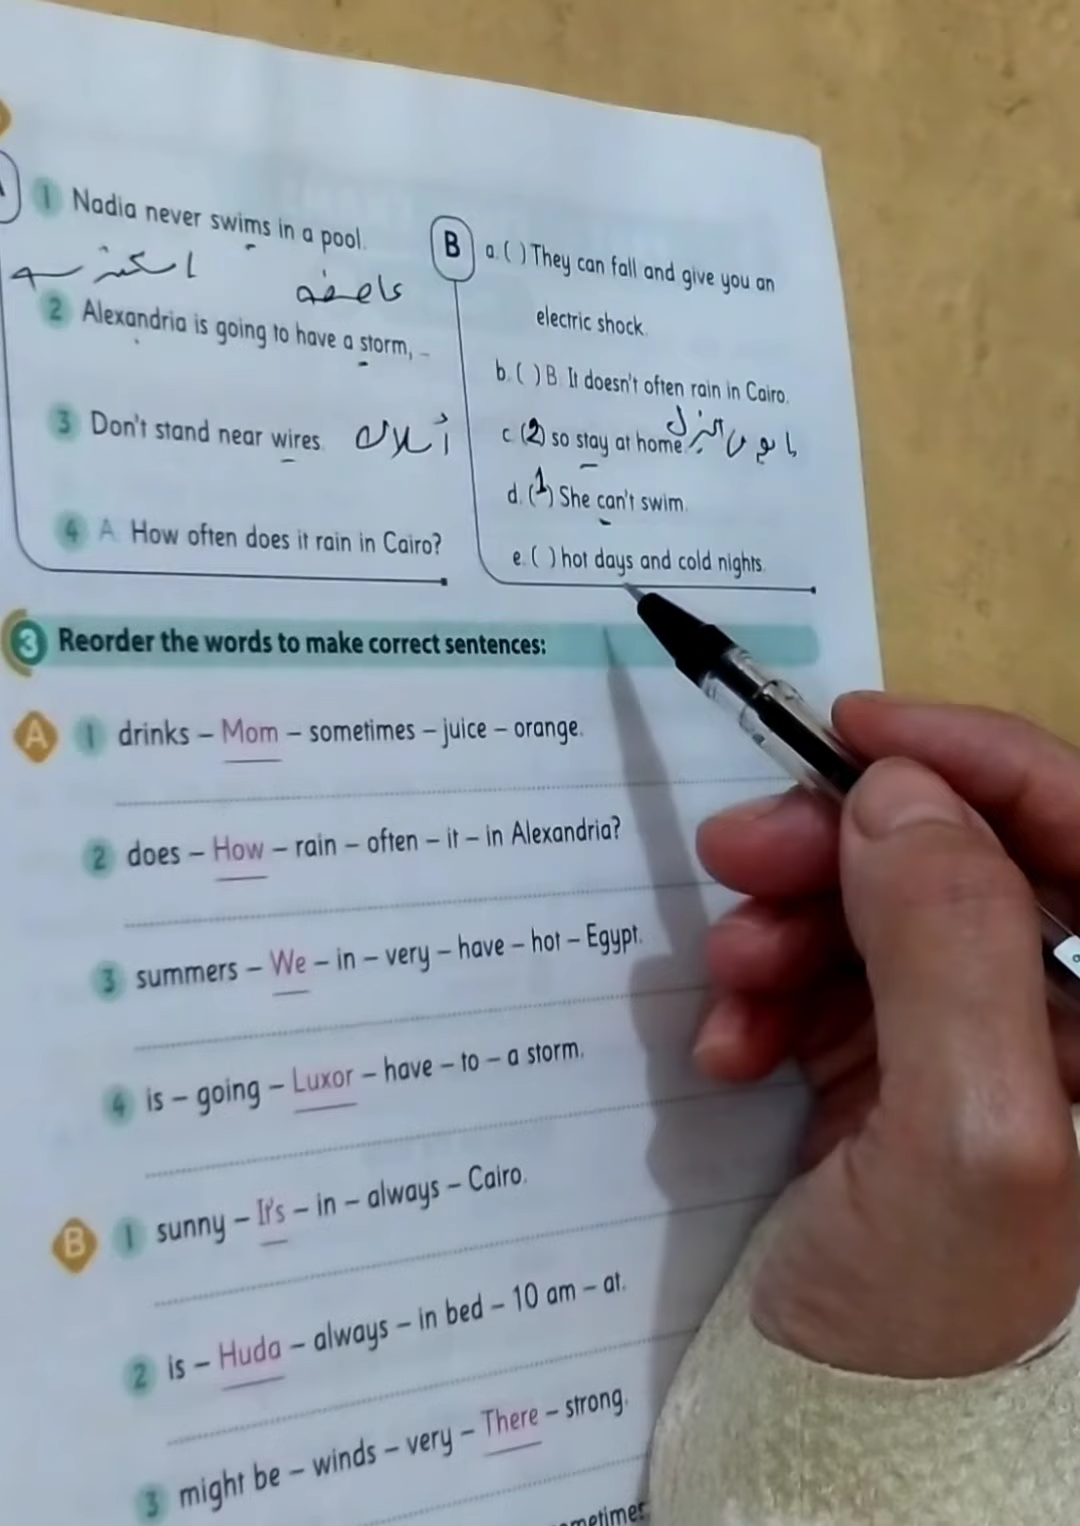 1 Nadia never swims in a pool.
عاصفه
2 Alexandria is going to have a storm, –
3 Don't stand near wires. أسلاك
4 A. How often does it rain in Cairo?
B a. ( ) They can fall and give you an
electric shock.
b. ( ) B. It doesn't often rain in Cairo.
c. (2) so stay at home
d. (1) She can't swim.
e. ( ) hot days and cold nights.
3 Reorder the words to make correct sentences:
A 1 drinks – Mom – sometimes – juice – orange.
2 does – How – rain – often – it – in Alexandria?
3 summers – We – in – very – have – hot – Egypt.
4 is – going – Luxor – have – to – a storm.
B 1 sunny – It's – in – always – Cairo.
2 is – Huda – always – in bed – 10 am – at.
3 might be – winds – very – There – strong.